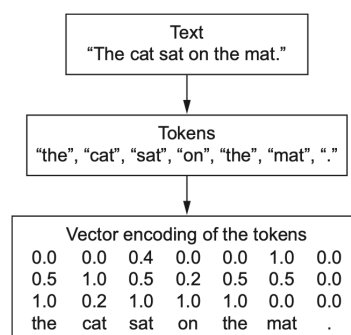 Text
“The cat sat on the mat.”
Tokens
“the”, “cat”, “sat”, “on”, “the”, “mat”, “.”
Vector encoding of the tokens
0.0 0.0 0.4 0.0 0.0 1.0 0.0
0.5 1.0 0.5 0.2 0.5 0.5 0.0
1.0 0.2 1.0 1.0 1.0 0.0 0.0
the cat sat on the mat .